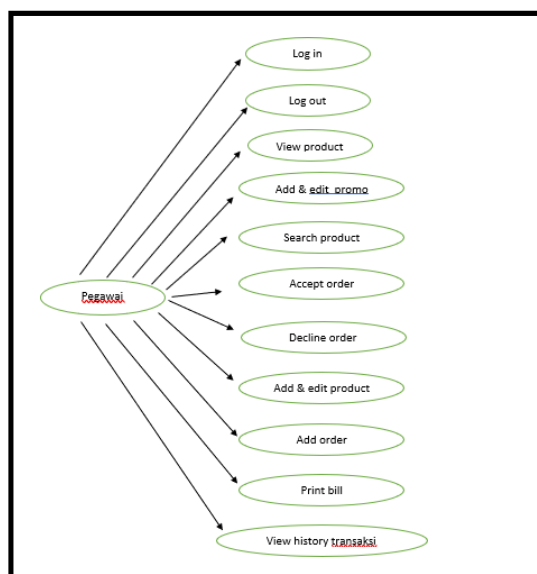 Log in
Log out
View product
Add & edit promo
Search product
Pegawai
Accept order
Decline order
Add & edit product
Add order
Print bill
View history transaksi